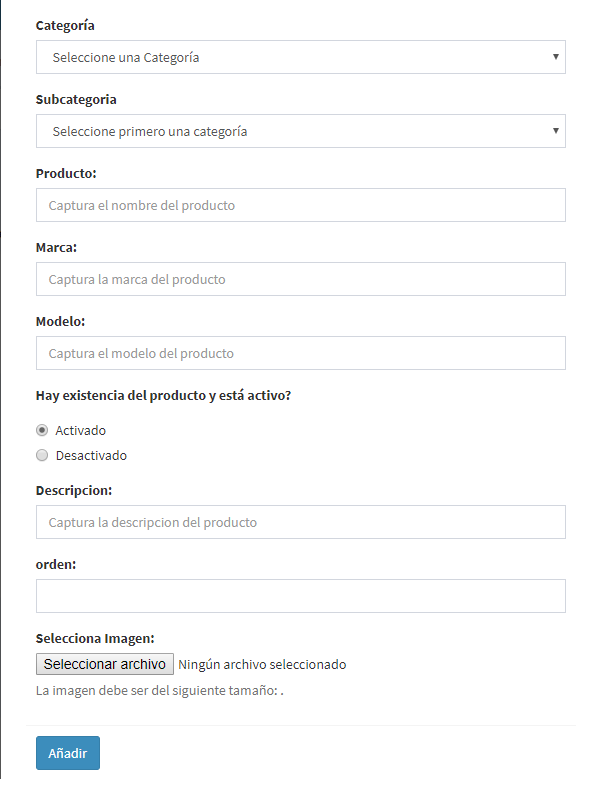 Categoría
Seleccione una Categoría
Subcategoria
Seleccione primero una categoría
Producto:
Captura el nombre del producto
Marca:
Captura la marca del producto
Modelo:
Captura el modelo del producto
Hay existencia del producto y está activo?
Activado
Desactivado
Descripcion:
Captura la descripcion del producto
orden:
Selecciona Imagen:
Seleccionar archivo Ningún archivo seleccionado
La imagen debe ser del siguiente tamaño: .
Añadir